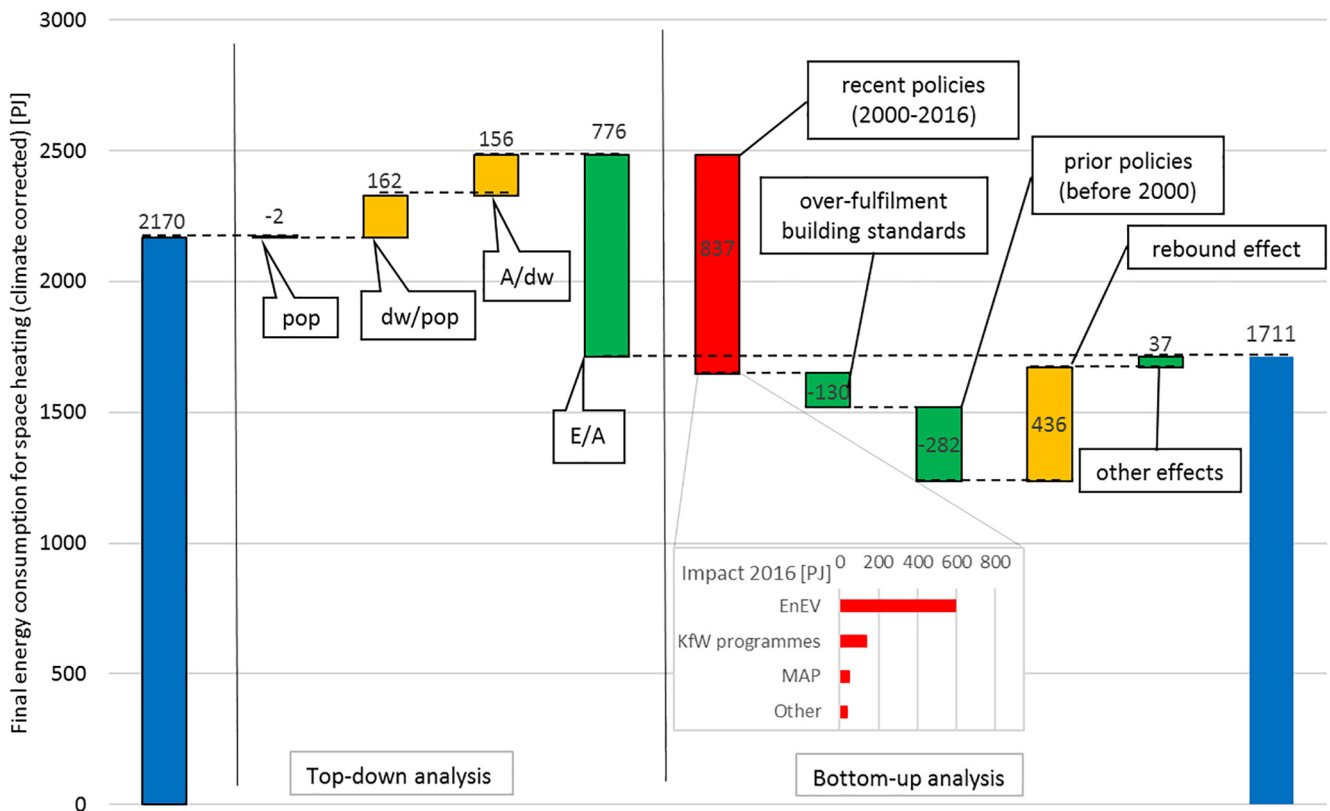 Final energy consumption for space heating (climate corrected) [PJ]
3000
2500
2000
1500
1000
500
0
2170
-2
162
156
776
pop
dw/pop
A/dw
E/A
Top-down analysis
recent policies
(2000-2016)
over-fulfilment
building standards
prior policies
(before 2000)
rebound effect
other effects
837
-130
-282
436
37
1711
Impact 2016 [PJ]
0 200 400 600 800
EnEV
KfW programmes
MAP
Other
Bottom-up analysis